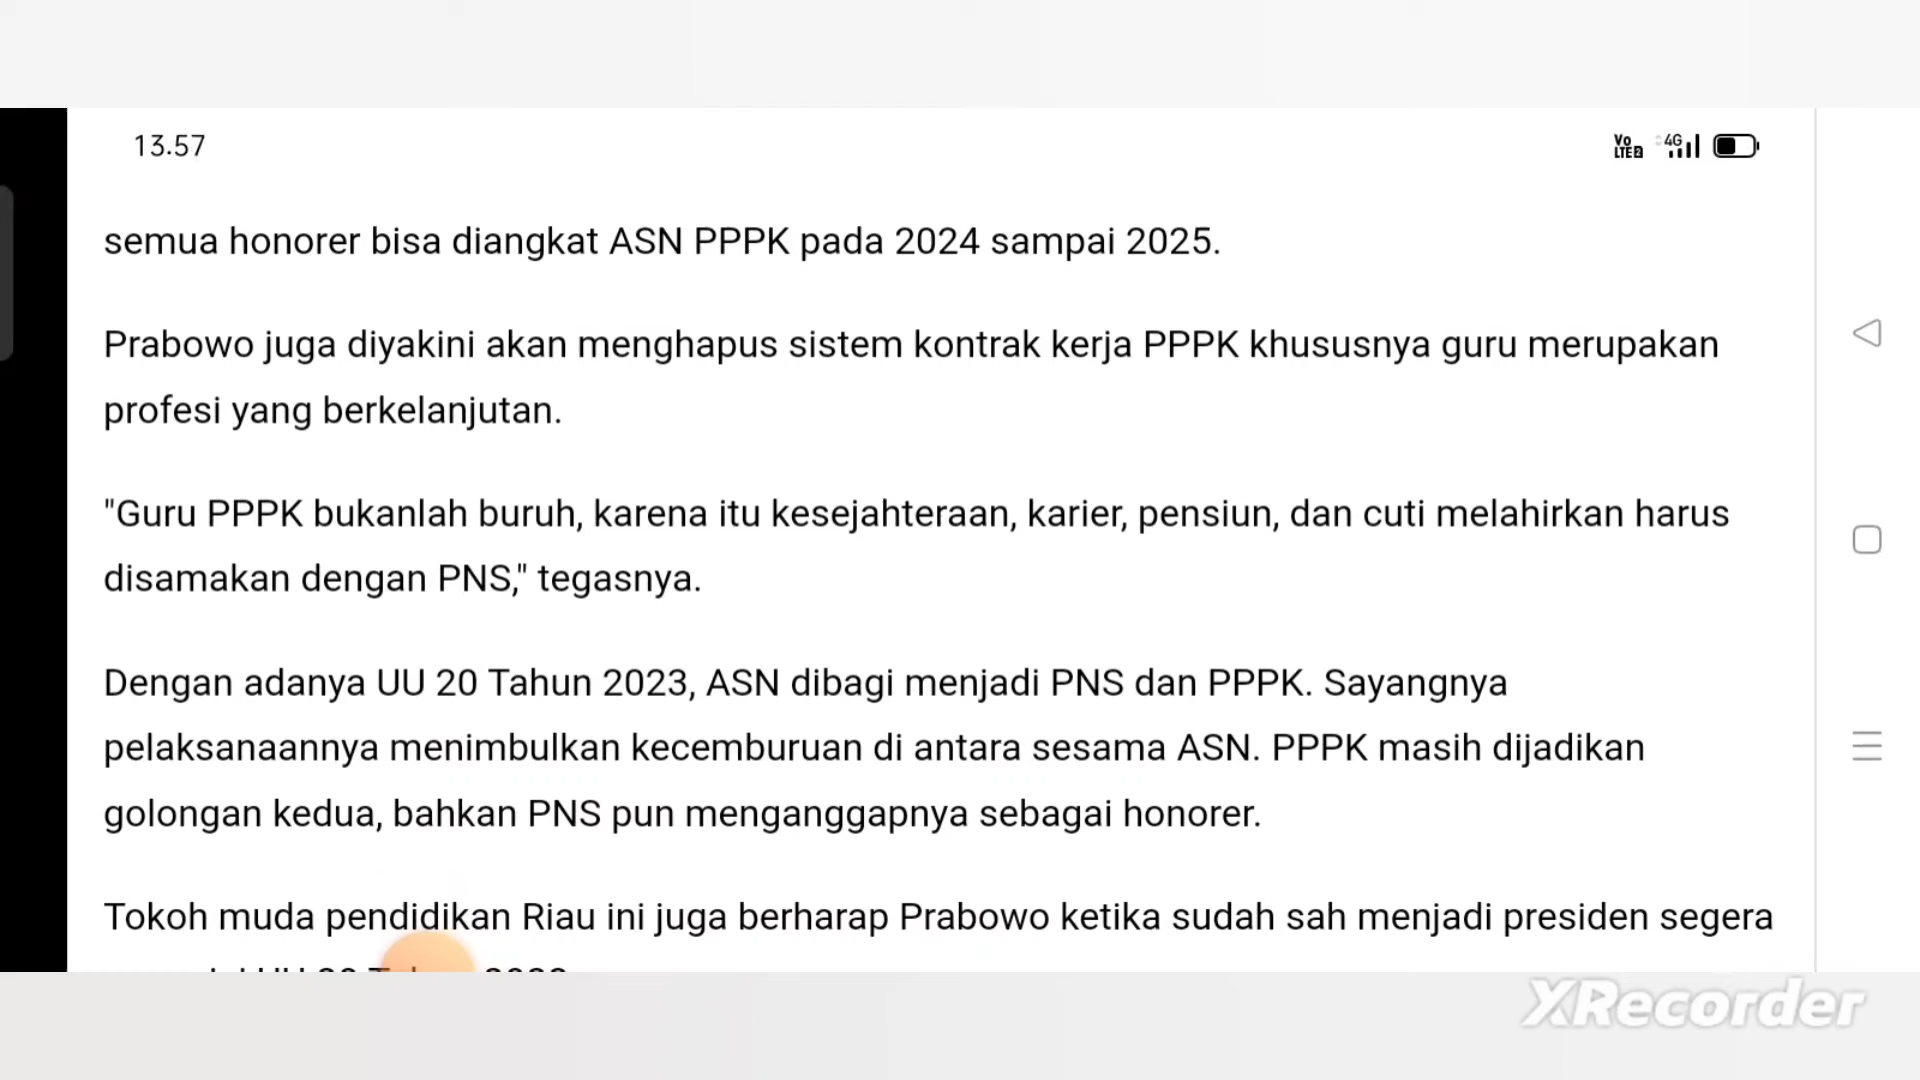 13.57
Vo
LTE2
4G
semua honorer bisa diangkat ASN PPPK pada 2024 sampai 2025.
Prabowo juga diyakini akan menghapus sistem kontrak kerja PPPK khususnya guru merupakan
profesi yang berkelanjutan.
"Guru PPPK bukanlah buruh, karena itu kesejahteraan, karier, pensiun, dan cuti melahirkan harus
disamakan dengan PNS," tegasnya.
Dengan adanya UU 20 Tahun 2023, ASN dibagi menjadi PNS dan PPPK. Sayangnya
pelaksanaannya menimbulkan kecemburuan di antara sesama ASN. PPPK masih dijadikan
golongan kedua, bahkan PNS pun menganggapnya sebagai honorer.
Tokoh muda pendidikan Riau ini juga berharap Prabowo ketika sudah sah menjadi presiden segera
XRecorder